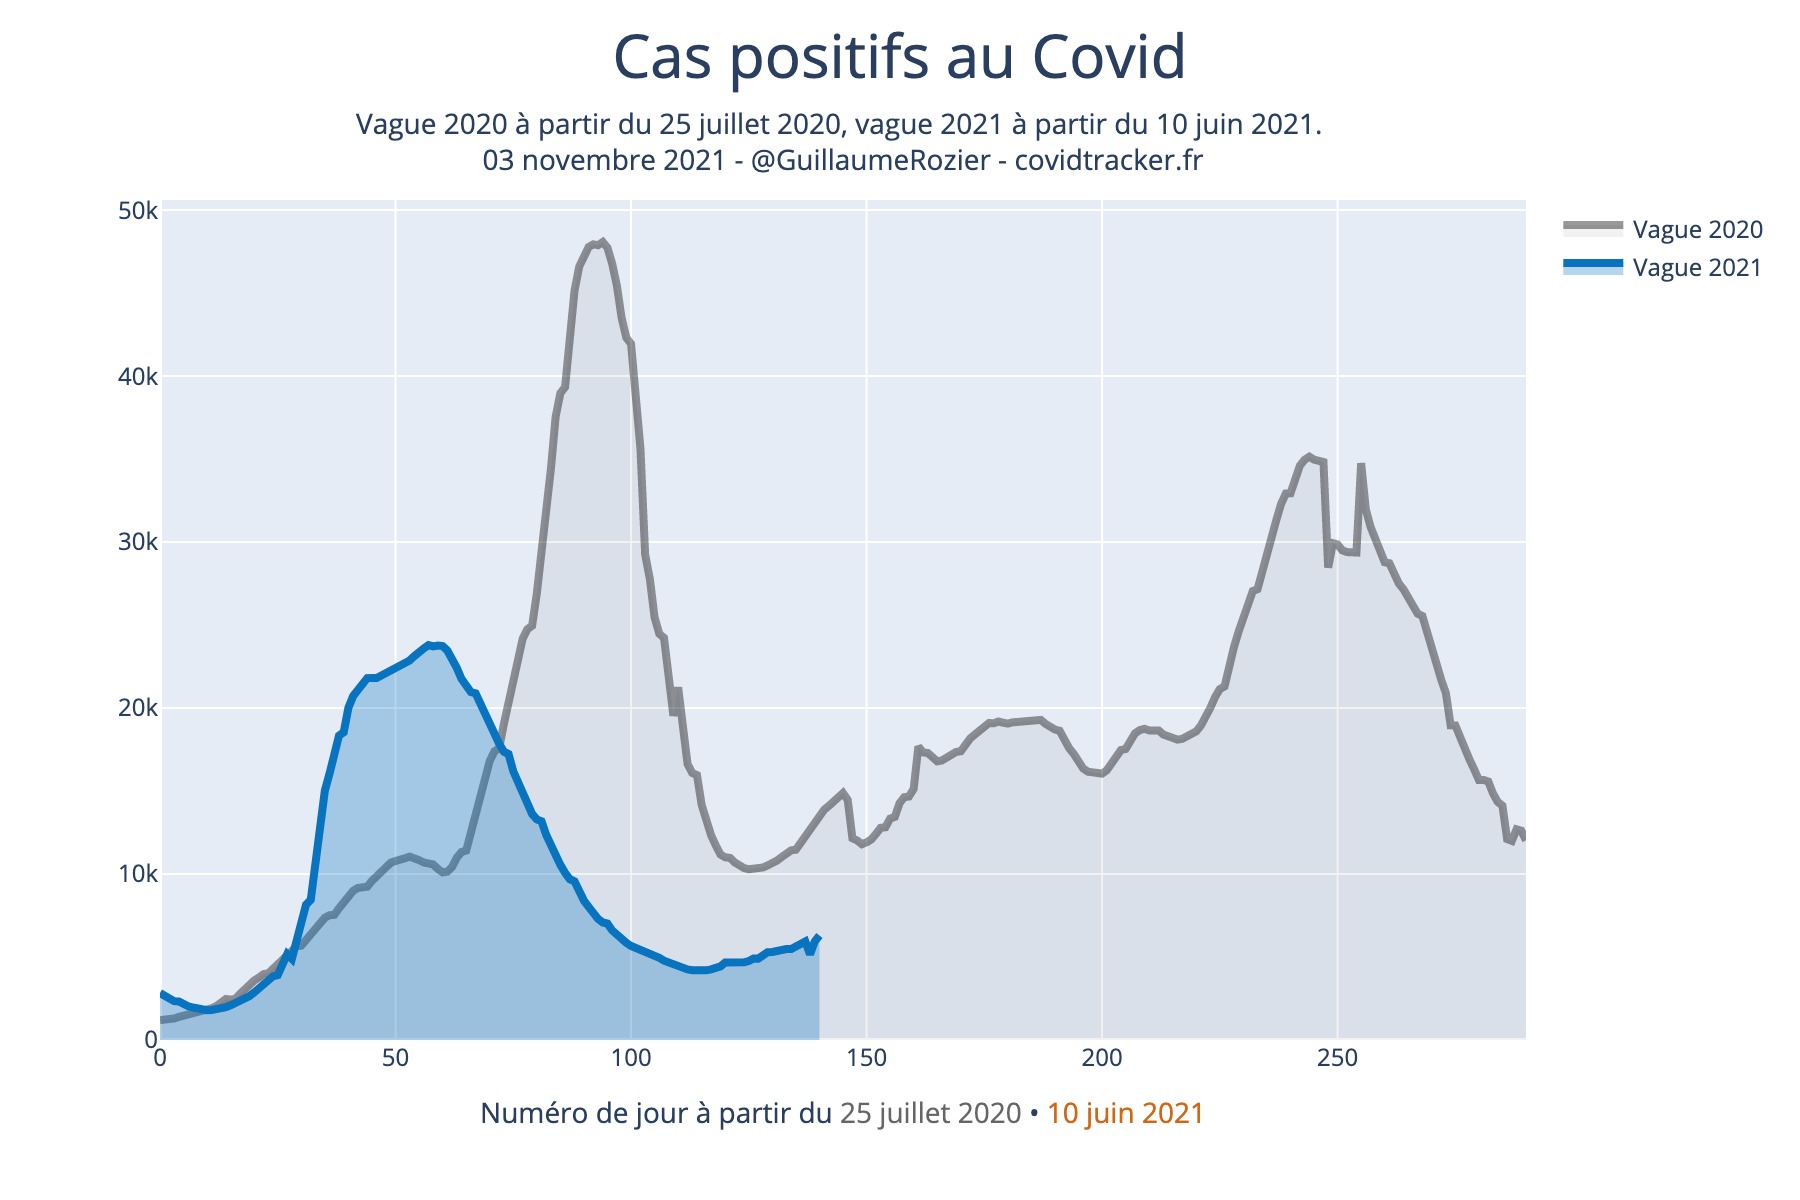 Cas positifs au Covid
Vague 2020 à partir du 25 juillet 2020, vague 2021 à partir du 10 juin 2021.
03 novembre 2021 - @GuillaumeRozier - covidtracker.fr
50k
40k
30k
20k
10k
0
0 50 100 150 200 250
Vague 2020
Vague 2021
Numéro de jour à partir du 25 juillet 2020 • 10 juin 2021